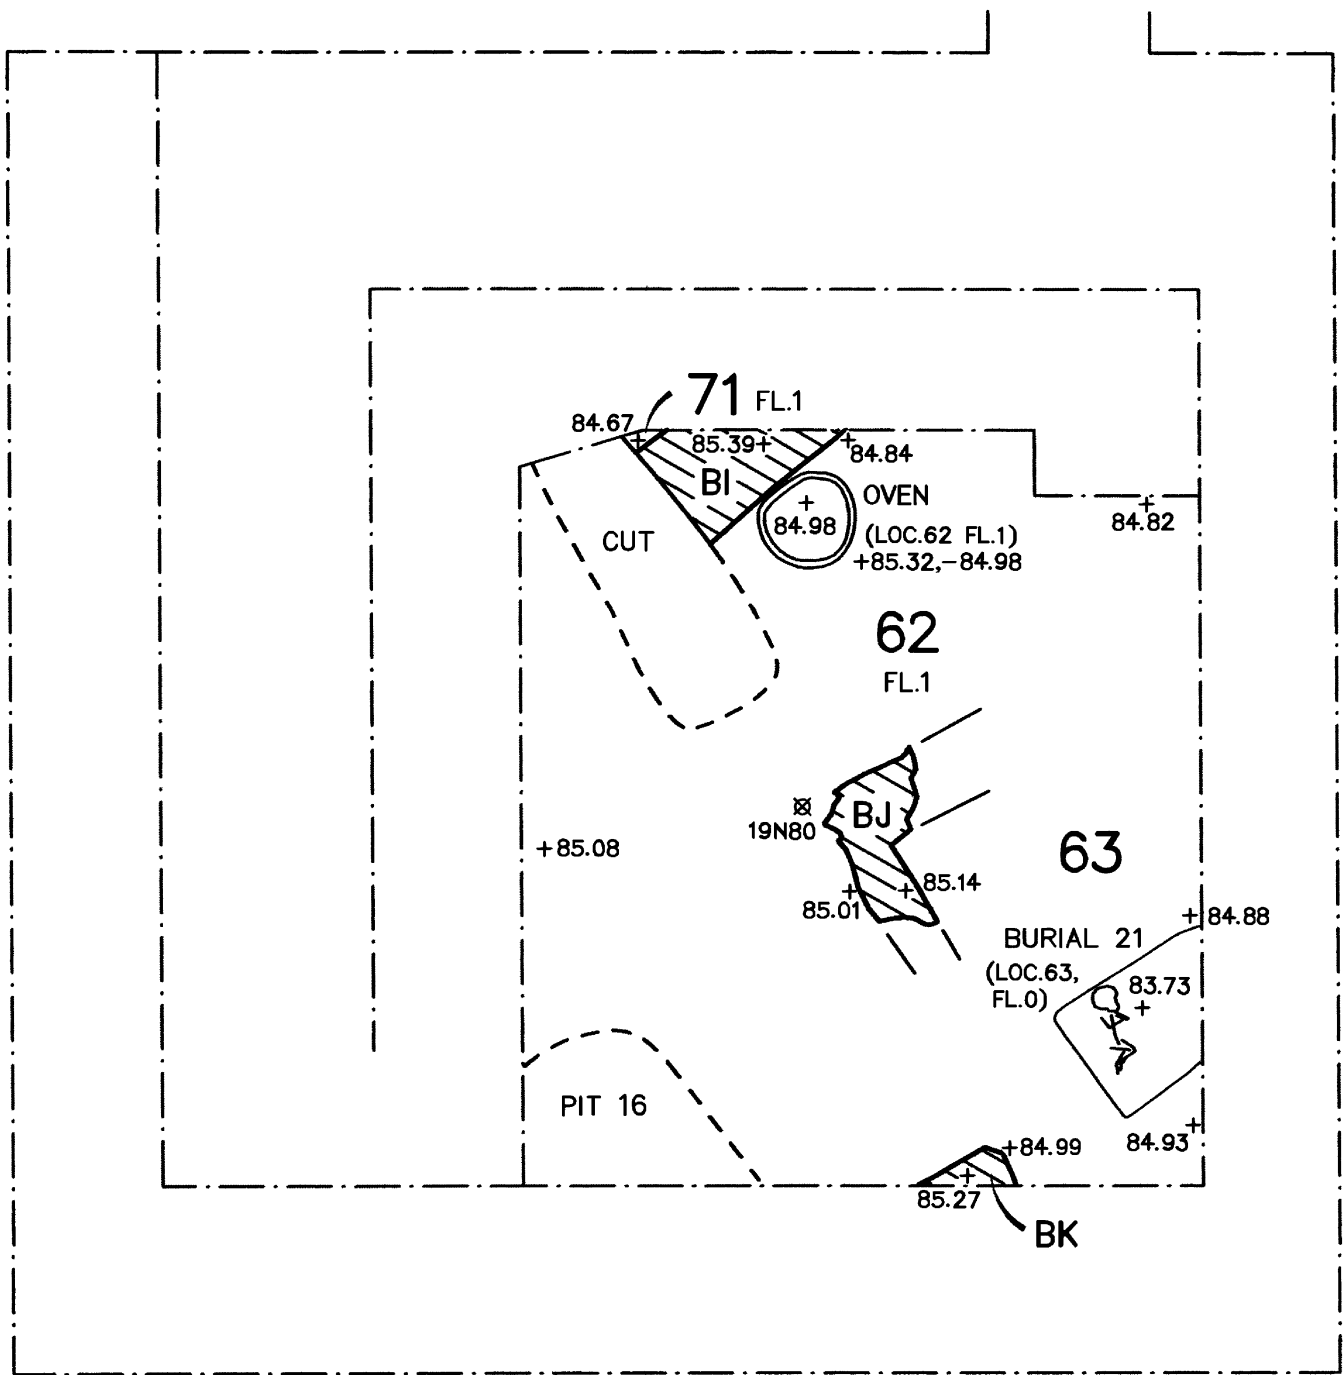 71 FL.1
84.67
85.39
84.84
BI
OVEN
84.98
84.82
CUT
(LOC.62 FL.1)
+85.32,-84.98
62
FL.1
19N80
BJ
85.08
63
85.14
85.01
84.88
BURIAL 21
(LOC.63,
FL.0)
83.73
PIT 16
84.99
84.93
85.27
BK